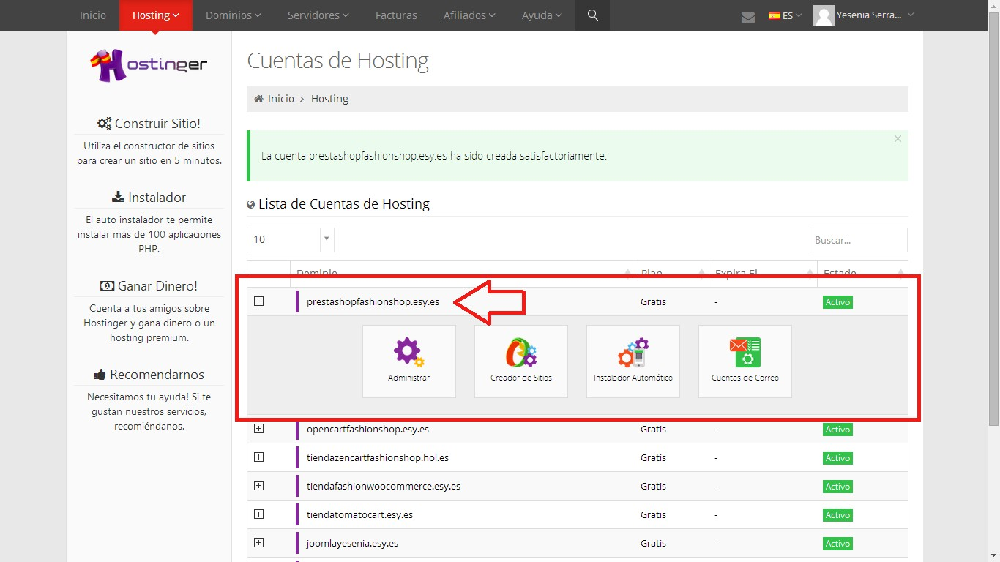 Inicio Hosting Dominios Servidores Facturas Afiliados Ayuda ES Yesenia Serra...
Hostinger
Construir Sitio!
Utiliza el constructor de sitios
para crear un sitio en 5 minutos.
Instalador
El auto instalador te permite
instalar más de 100 aplicaciones
PHP.
Ganar Dinero!
Cuenta a tus amigos sobre
Hostinger y gana dinero o un
hosting premium.
Recomendarnos
Necesitamos tu ayuda! Si te
gustan nuestros servicios,
recomiéndanos.
Cuentas de Hosting
Inicio > Hosting
La cuenta prestashopfashionshop.esy.es ha sido creada satisfactoriamente.
×
Lista de Cuentas de Hosting
10
Buscar...
Dominio Plan Expira El Estado
prestashopfashionshop.esy.es Gratis - Activo
Administrar Creador de Sitios Instalador Automático Cuentas de Correo
opencartfashionshop.esy.es Gratis - Activo
tiendazencartfashionshop.hol.es Gratis - Activo
tiendafashionwoocommerce.esy.es Gratis - Activo
tiendatomatocart.esy.es Gratis - Activo
joomlayesenia.esy.es Gratis - Activo